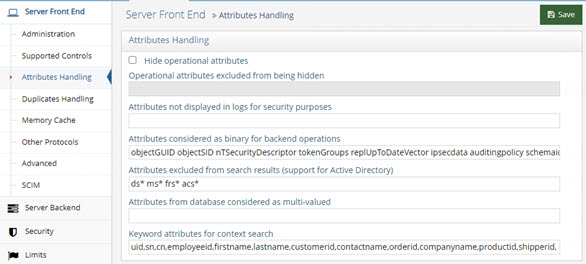 Server Front End
Administration
Supported Controls
Attributes Handling
Duplicates Handling
Memory Cache
Other Protocols
Advanced
SCIM
Server Backend
Security
Limits
Server Front End » Attributes Handling
Save
Attributes Handling
Hide operational attributes
Operational attributes excluded from being hidden
Attributes not displayed in logs for security purposes
Attributes considered as binary for backend operations
objectGUID objectSID nTSecurityDescriptor tokenGroups replUpToDateVector ipsecdata auditingpolicy schemaic
Attributes excluded from search results (support for Active Directory)
ds* ms* frs* acs*
Attributes from database considered as multi-valued
Keyword attributes for context search
uid,sn,cn,employeeid,firstname,lastname,customerid,contactname,orderid,companyname,productid,shipperid,